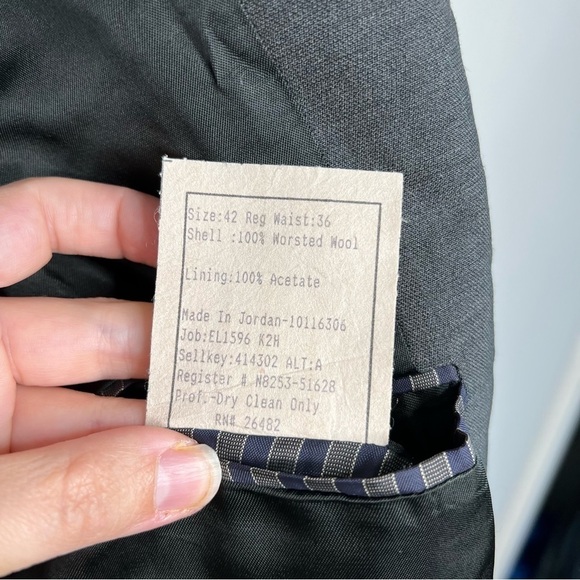 Size:42 Reg Waist:36
Shell :100% Worsted Wool
Lining:100% Acetate
Made In Jordan-10116306
Job:EL1596 K2H
Sellkey:414302 ALT:A
Register # N8253-51628
Prof.-Dry Clean Only
RN# 26482